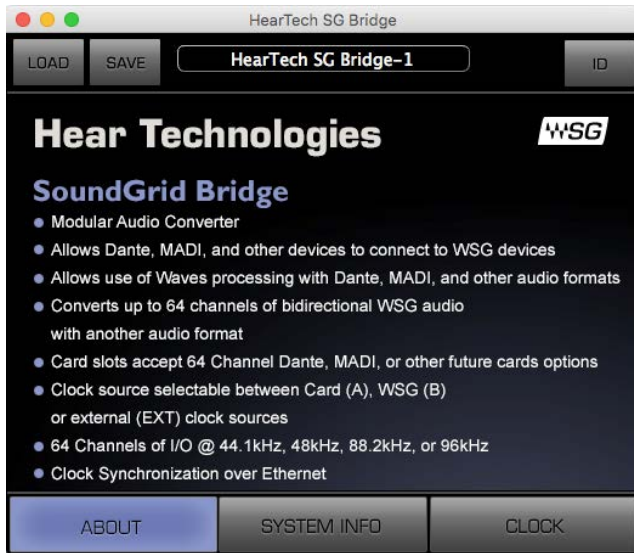 HearTech SG Bridge
LOAD
SAVE
HearTech SG Bridge-1
ID
Hear Technologies
WSG
SoundGrid Bridge
Modular Audio Converter
Allows Dante, MADI, and other devices to connect to WSG devices
Allows use of Waves processing with Dante, MADI, and other audio formats
Converts up to 64 channels of bidirectional WSG audio
with another audio format
Card slots accept 64 Channel Dante, MADI, or other future cards options
Clock source selectable between Card (A), WSG (B)
or external (EXT) clock sources
64 Channels of I/O @ 44.1kHz, 48kHz, 88.2kHz, or 96kHz
Clock Synchronization over Ethernet
ABOUT
SYSTEM INFO
CLOCK